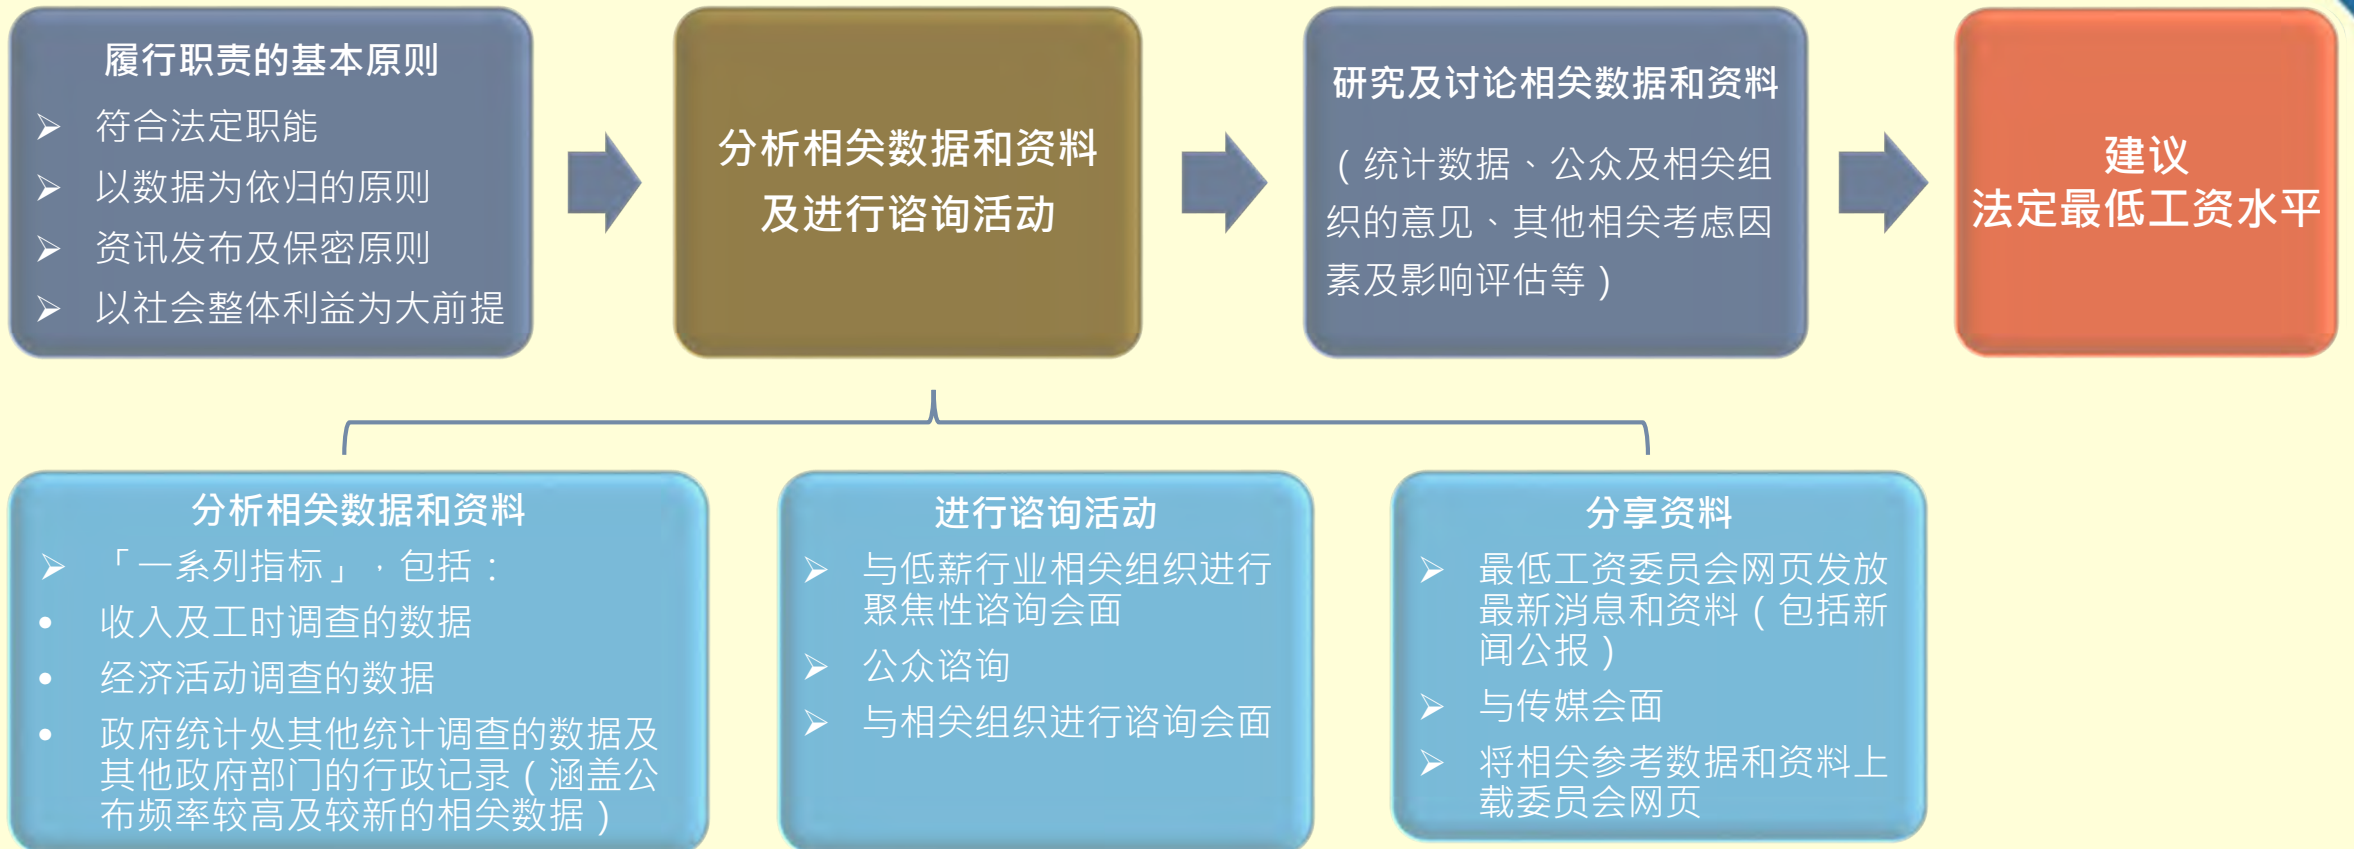 履行职责的基本原则
➢ 符合法定职能
➢ 以数据为依归的原则
➢ 资讯发布及保密原则
➢ 以社会整体利益为大前提
分析相关数据和资料
及进行谘询活动
研究及讨论相关数据和资料
（统计数据、公众及相关组
织的意见、其他相关考虑因
素及影响评估等）
建议
法定最低工资水平
分析相关数据和资料
➢ 「一系列指标」，包括：
• 收入及工时调查的数据
• 经济活动调查的数据
• 政府统计处其他统计调查的数据及
其他政府部门的行政记录（涵盖公
布频率较高及较新的相关数据）
进行谘询活动
➢ 与低薪行业相关组织进行
聚焦性谘询会面
➢ 公众谘询
➢ 与相关组织进行谘询会面
分享资料
➢ 最低工资委员会网页发放
最新消息和资料（包括新
闻公报）
➢ 与传媒会面
➢ 将相关参考数据和资料上
载委员会网页